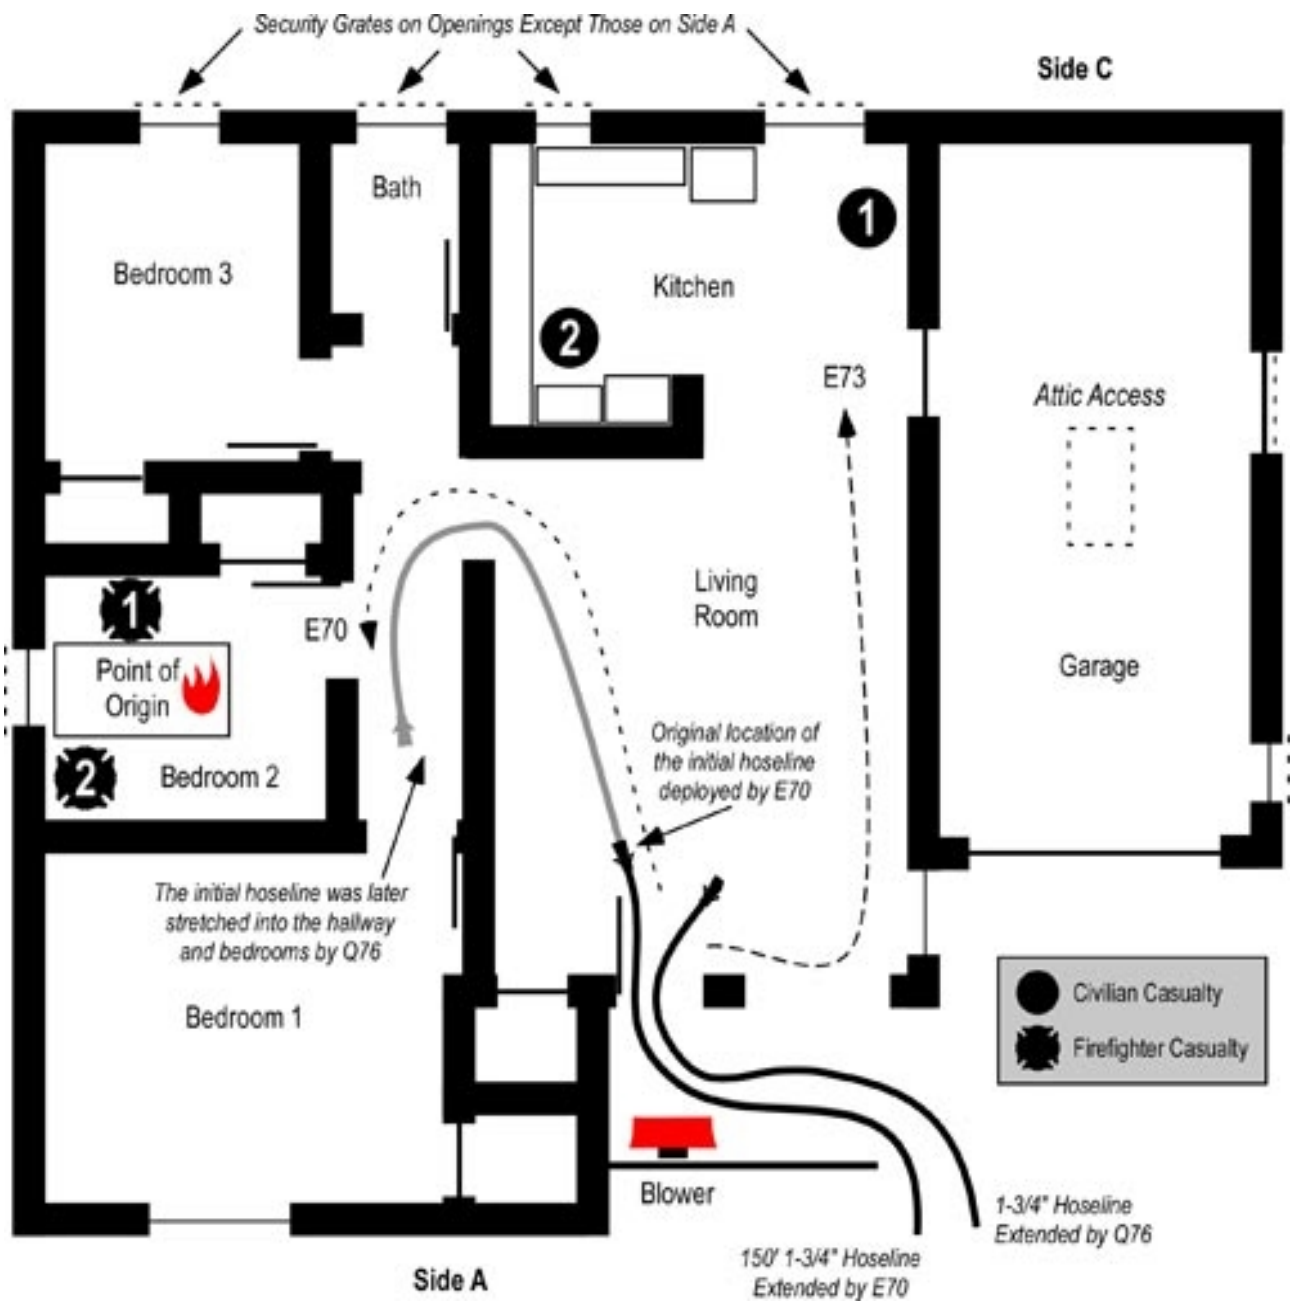 Security Grates on Openings Except Those on Side A
Side C
Bath
1
Bedroom 3
Kitchen
2
E73
Attic Access
Living
Room
1
E70
Point of
Origin
Garage
2
Bedroom 2
Original location of
the initial hoseline
deployed by E70
The initial hoseline was later
stretched into the hallway
and bedrooms by Q76
Bedroom 1
Civilian Casualty
Firefighter Casualty
Blower
1-3/4" Hoseline
Extended by Q76
150' 1-3/4" Hoseline
Extended by E70
Side A